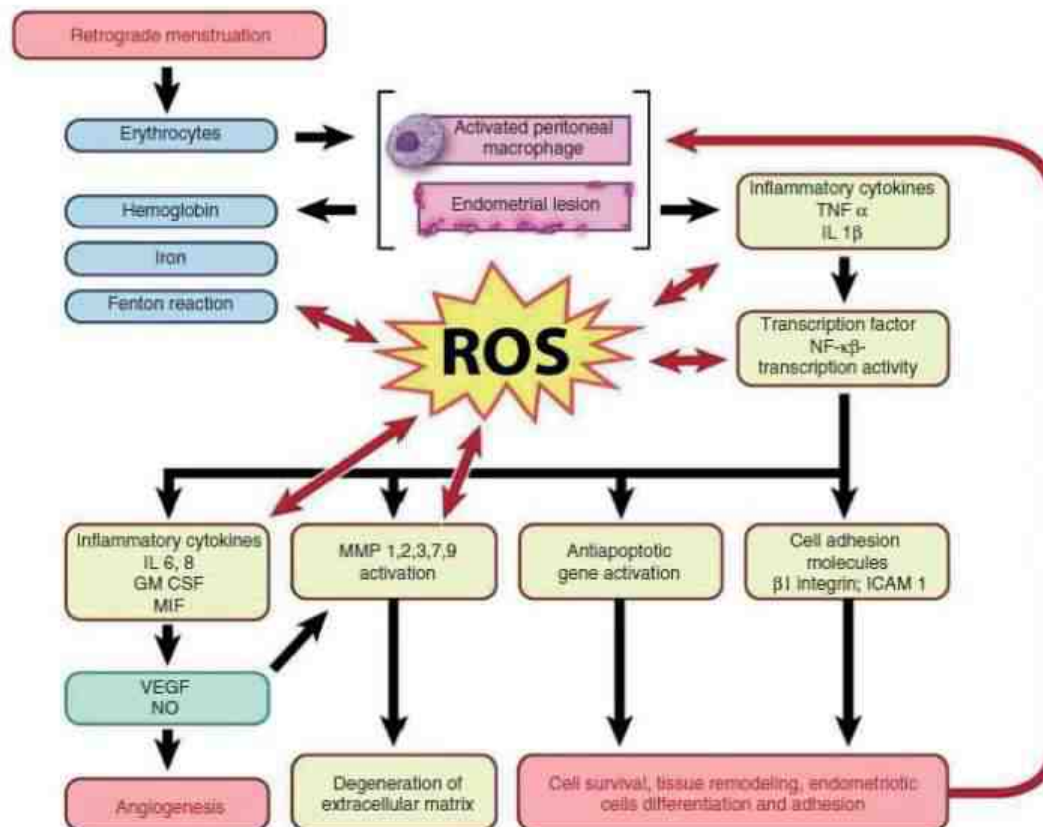 Retrograde menstruation
Erythrocytes
Activated peritoneal
macrophage
Hemoglobin
Endometrial lesion
Inflammatory cytokines
TNF α
IL 1β
Iron
Fenton reaction
ROS
Transcription factor
NF-κβ-
transcription activity
Inflammatory cytokines
IL 6, 8
GM CSF
MIF
MMP 1,2,3,7,9
activation
Antiapoptotic
gene activation
Cell adhesion
molecules
β1 integrin; ICAM 1
VEGF
NO
Angiogenesis
Degeneration of
extracellular matrix
Cell survival, tissue remodeling, endometriotic
cells differentiation and adhesion